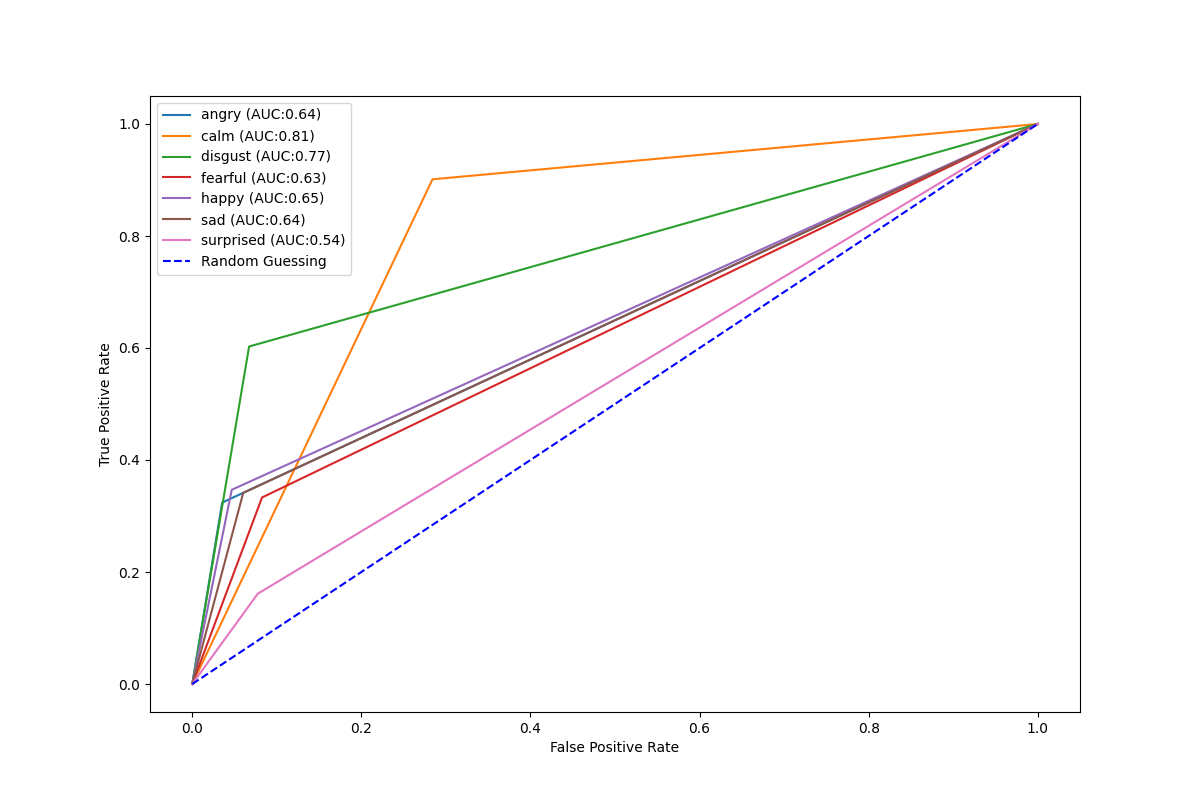 angry (AUC:0.64)
calm (AUC:0.81)
disgust (AUC:0.77)
fearful (AUC:0.63)
happy (AUC:0.65)
sad (AUC:0.64)
surprised (AUC:0.54)
Random Guessing
1.0
0.8
0.6
0.4
0.2
0.0
True Positive Rate
0.0 0.2 0.4 0.6 0.8 1.0
False Positive Rate